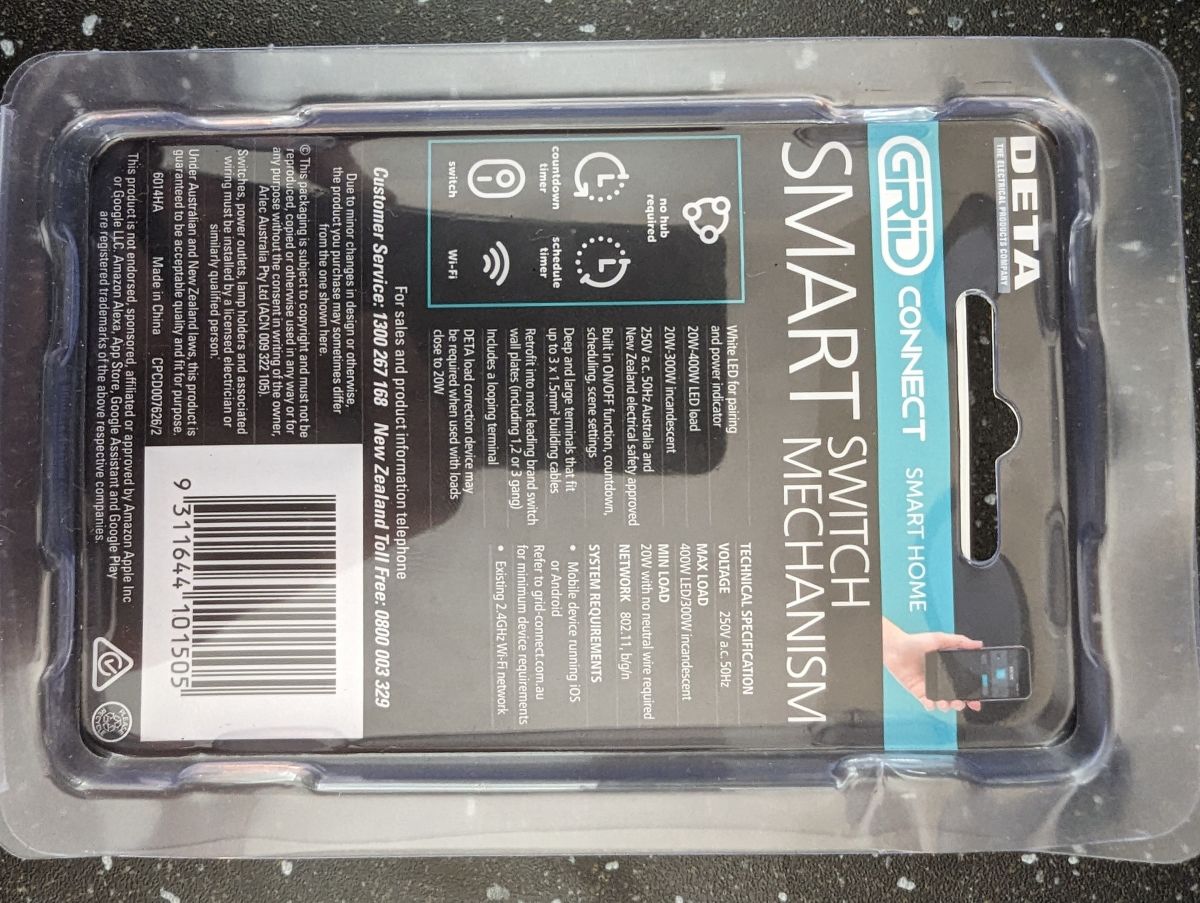 DETA
THE ELECTRICAL PRODUCTS COMPANY
GRID CONNECT SMART HOME
SMART SWITCH
MECHANISM
no hub
required
countdown
timer
schedule
timer
switch
Wi-Fi
White LED for pairing
and power indicator
20W-400W LED load
20W-300W incandescent
250V a.c. 50Hz Australia and
New Zealand electrical safety approved
Built in ON/OFF function, countdown,
scheduling, scene settings
Deep and large terminals that fit
up to 3 x 1.5mm² building cables
Retrofit into most leading brand switch
wall plates (including 1,2 or 3 gang)
Includes a looping terminal
DETA load correction device may
be required when used with loads
close to 20W
TECHNICAL SPECIFICATION
VOLTAGE 250V a.c. 50Hz
MAX LOAD
400W LED/300W incandescent
MIN LOAD
20W with no neutral wire required
NETWORK 802.11, b/g/n
SYSTEM REQUIREMENTS
• Mobile device running iOS
or Android
Refer to grid-connect.com.au
for minimum device requirements
• Exising 2.4GHz Wi-Fi network
For sales and product information telephone
Customer Service: 1300 267 168 New Zealand Toll Free: 0800 003 329
Due to minor changes in design or otherwise,
the product you purchase may sometimes differ
from the one shown here.
© This packaging is subject to copyright and must not be
reproduced, copied or otherwise used in any way or for
any purpose without the consent in writing of the owner,
Arlec Australia Pty Ltd (ACN 009 322 105).
Switches, power outlets, lamp holders and associated
wiring must be installed by a licensed electrician or
similarly qualified person.
Under Australian and New Zealand laws, this product is
guaranteed to be acceptable quality and fit for purpose.
6014HA Made in China CPOD007626/2
9 311644 101505
This product is not endorsed, sponsored, affiliated or approved by Amazon Apple Inc
or Google LLC. Amazon Alexa, App Store, Google Assistant and Google Play
are registered trademarks of the above respective companies.